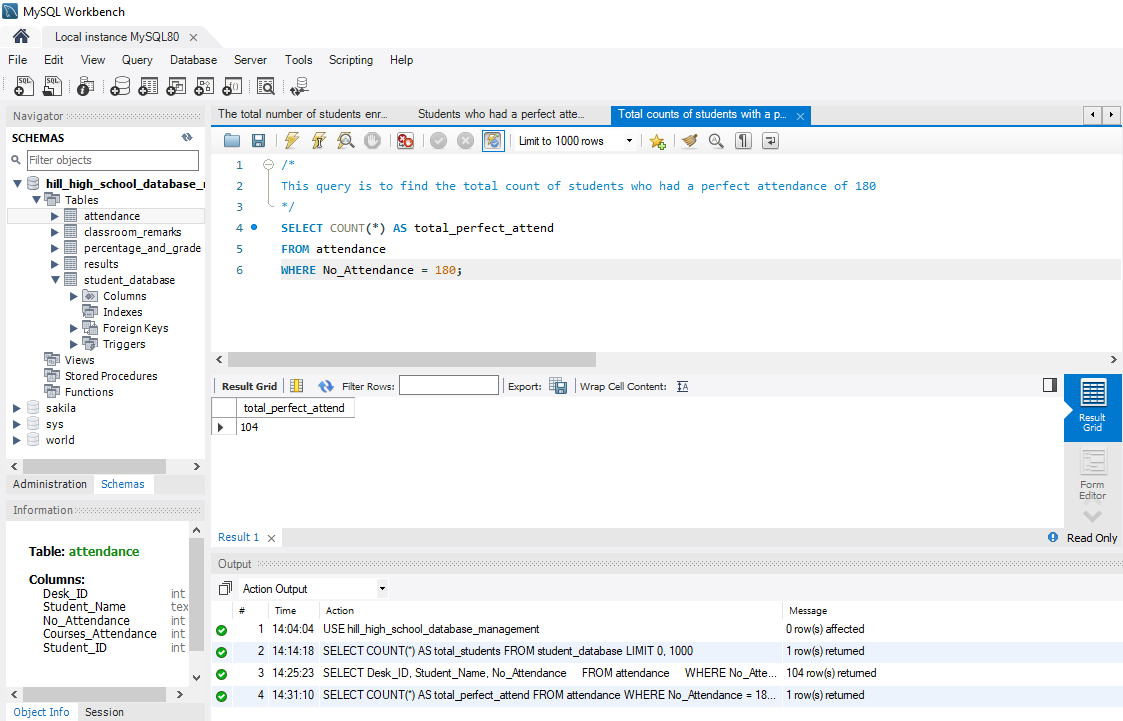 MySQL Workbench
Local instance MySQL80
File Edit View Query Database Server Tools Scripting Help
SQL SQL
Navigator
SCHEMAS
Filter objects
hill_high_school_database_
Tables
attendance
classroom_remarks
percentage_and_grade
results
student_database
Columns
Indexes
Foreign Keys
Triggers
Views
Stored Procedures
Functions
sakila
sys
world
Administration Schemas
Information
Table: attendance
Columns:
Desk_ID int
Student_Name tex
No_Attendance int
Courses_Attendance int
Student_ID int
Object Info Session
The total number of students enr... Students who had a perfect atte... Total counts of students with a p...
Limit to 1000 rows
1 /*
2 This query is to find the total count of students who had a perfect attendance of 180
3 */
4 SELECT COUNT(*) AS total_perfect_attend
5 FROM attendance
6 WHERE No_Attendance = 180;
Result Grid Filter Rows: Export: Wrap Cell Content:
total_perfect_attend
104
Result Grid
Form Editor
Result 1
Read Only
Output
Action Output
# Time Action Message
1 14:04:04 USE hill_high_school_database_management 0 row(s) affected
2 14:14:18 SELECT COUNT(*) AS total_students FROM student_database LIMIT 0, 1000 1 row(s) returned
3 14:25:23 SELECT Desk_ID, Student_Name, No_Attendance FROM attendance WHERE No_Atte... 104 row(s) returned
4 14:31:10 SELECT COUNT(*) AS total_perfect_attend FROM attendance WHERE No_Attendance = 18... 1 row(s) returned